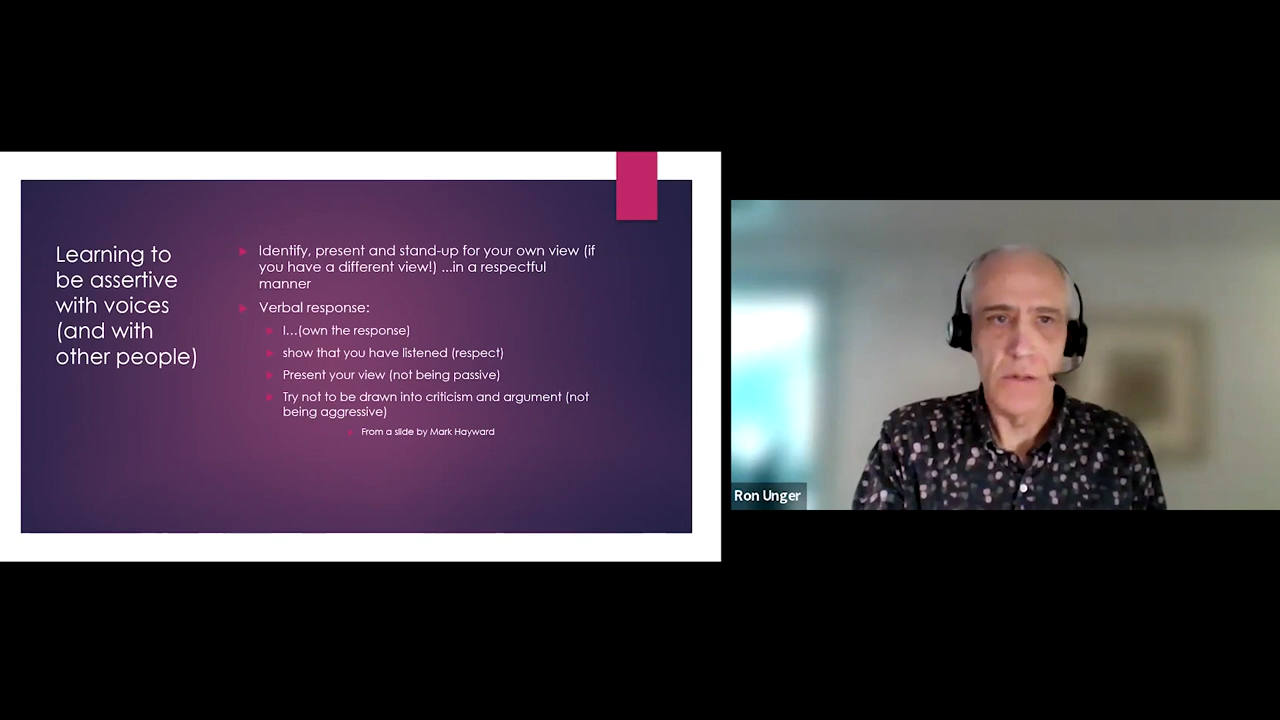 Learning to
be assertive
with voices
(and with
other people)
Identify, present and stand-up for your own view (if
you have a different view!) ...in a respectful
manner
Verbal response:
I...(own the response)
show that you have listened (respect)
Present your view (not being passive)
Try not to be drawn into criticism and argument (not
being aggressive)
From a slide by Mark Hayward
Ron Unger